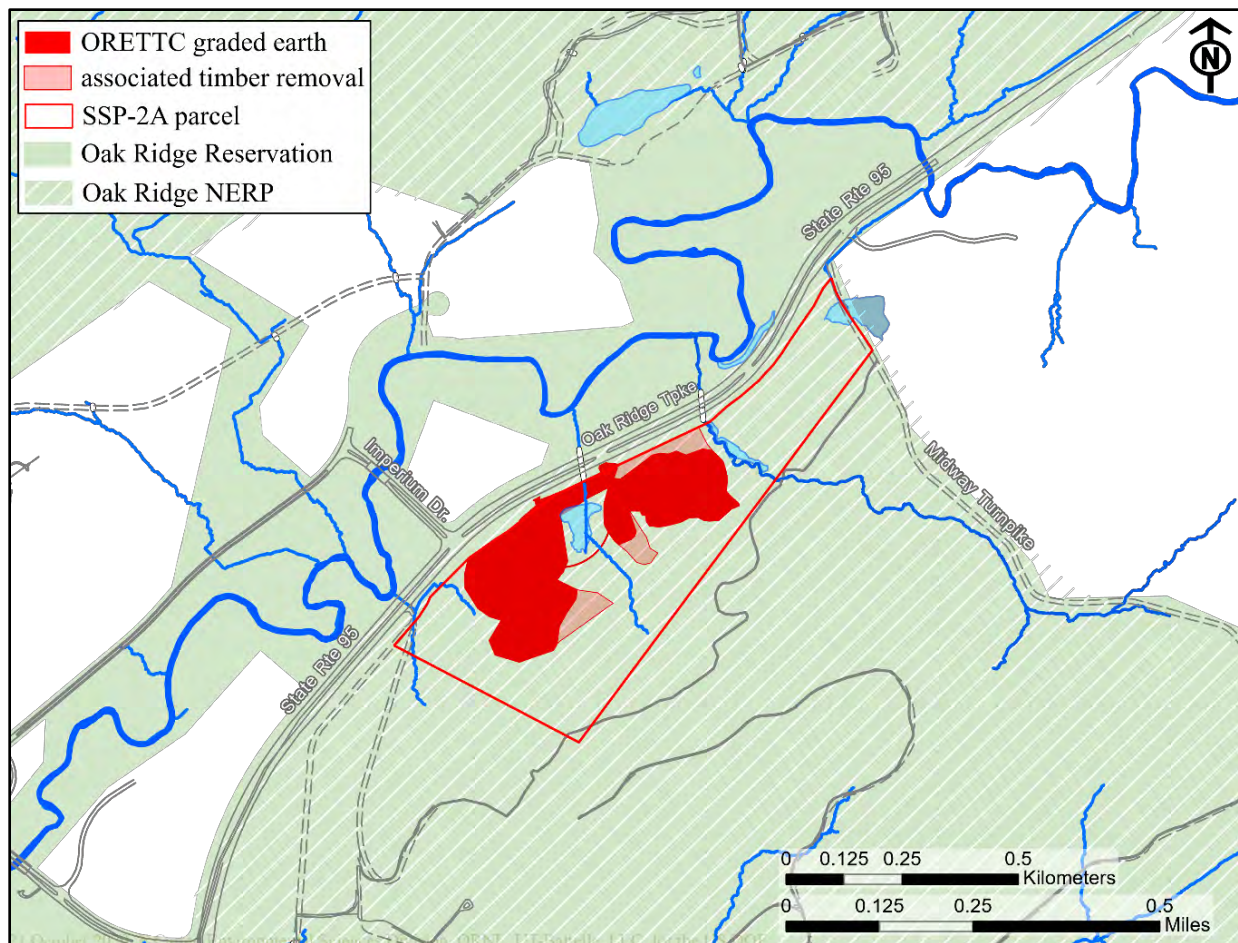 ORETTC graded earth
associated timber removal
SSP-2A parcel
Oak Ridge Reservation
Oak Ridge NERP
N
State Rte 95
Oak Ridge Tpke
Imperium Dr.
Midway Turnpike
State Rte 95
0 0.125 0.25 0.5
Kilometers
0 0.125 0.25 0.5
Miles